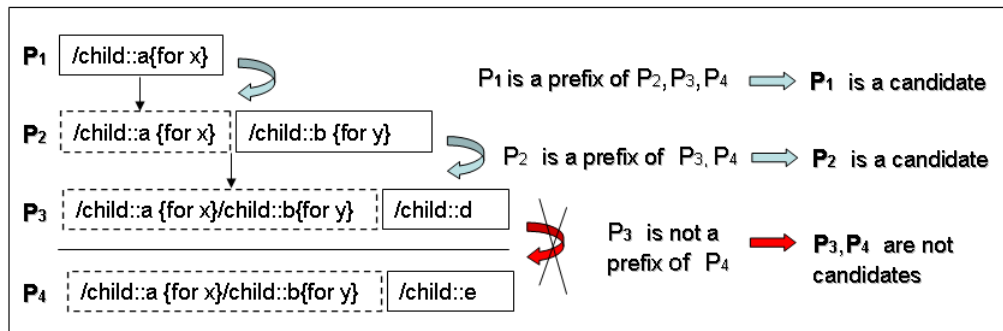 P1 /child::a{for x}
P1 is a prefix of P2, P3, P4 P1 is a candidate
P2 /child::a {for x} /child::b {for y}
P2 is a prefix of P3, P4 P2 is a candidate
P3 /child::a {for x}/child::b{for y} /child::d
P3 is not a
prefix of P4
P3, P4 are not
candidates
P4 /child::a {for x}/child::b{for y} /child::e